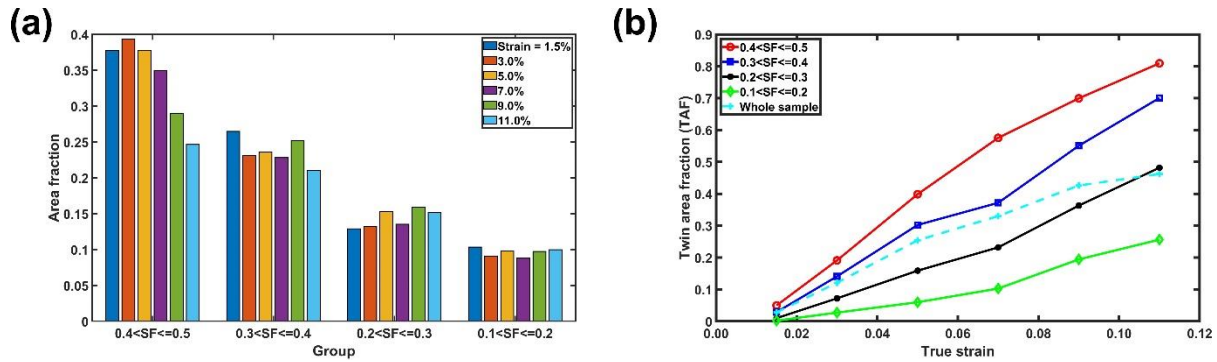 (a)
0.4
0.35
0.3
0.25
0.2
0.15
0.1
0.05
0
Area fraction
Strain = 1.5%
3.0%
5.0%
7.0%
9.0%
11.0%
0.4<SF<=0.5
0.3<SF<=0.4
0.2<SF<=0.3
0.1<SF<=0.2
Group
(b)
0.9
0.8
0.7
0.6
0.5
0.4
0.3
0.2
0.1
0
Twin area fraction (TAF)
0.4<SF<=0.5
0.3<SF<=0.4
0.2<SF<=0.3
0.1<SF<=0.2
Whole sample
0.00
0.02
0.04
0.06
0.08
0.10
0.12
True strain